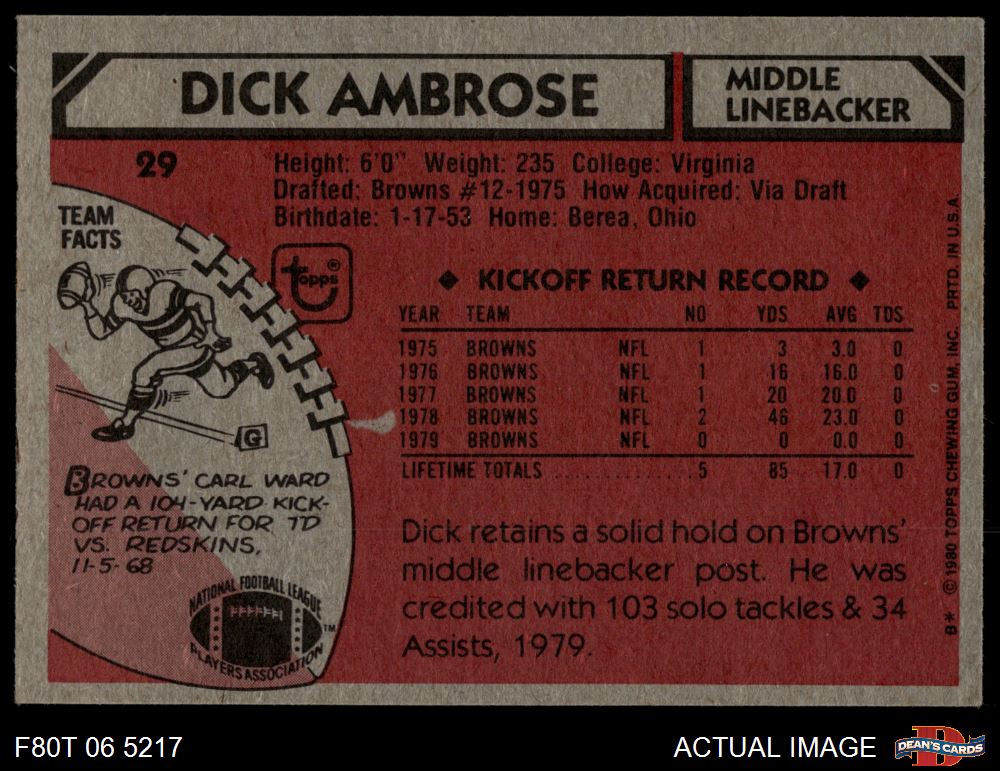 DICK AMBROSE
MIDDLE
LINEBACKER
29
Height: 6'0" Weight: 235 College: Virginia
Drafted: Browns #12-1975 How Acquired: Via Draft
Birthdate: 1-17-53 Home: Berea, Ohio
TEAM
FACTS
topps®
G
BROWNS' CARL WARD
HAD A 104-YARD KICK-
OFF RETURN FOR TD
VS. REDSKINS,
11-5-68
NATIONAL FOOTBALL LEAGUE
PLAYERS ASSOCIATION
™
◆ KICKOFF RETURN RECORD ◆
YEAR TEAM NO YDS AVG TDS
1975 BROWNS NFL 1 3 3.0 0
1976 BROWNS NFL 1 16 16.0 0
1977 BROWNS NFL 1 20 20.0 0
1978 BROWNS NFL 2 46 23.0 0
1979 BROWNS NFL 0 0 0.0 0
LIFETIME TOTALS ............... 5 85 17.0 0
Dick retains a solid hold on Browns'
middle linebacker post. He was
credited with 103 solo tackles & 34
Assists, 1979.
B* © 1980 TOPPS CHEWING GUM, INC. PRTD. IN U.S.A.
F80T 06 5217
ACTUAL IMAGE
D
DEAN'S CARDS